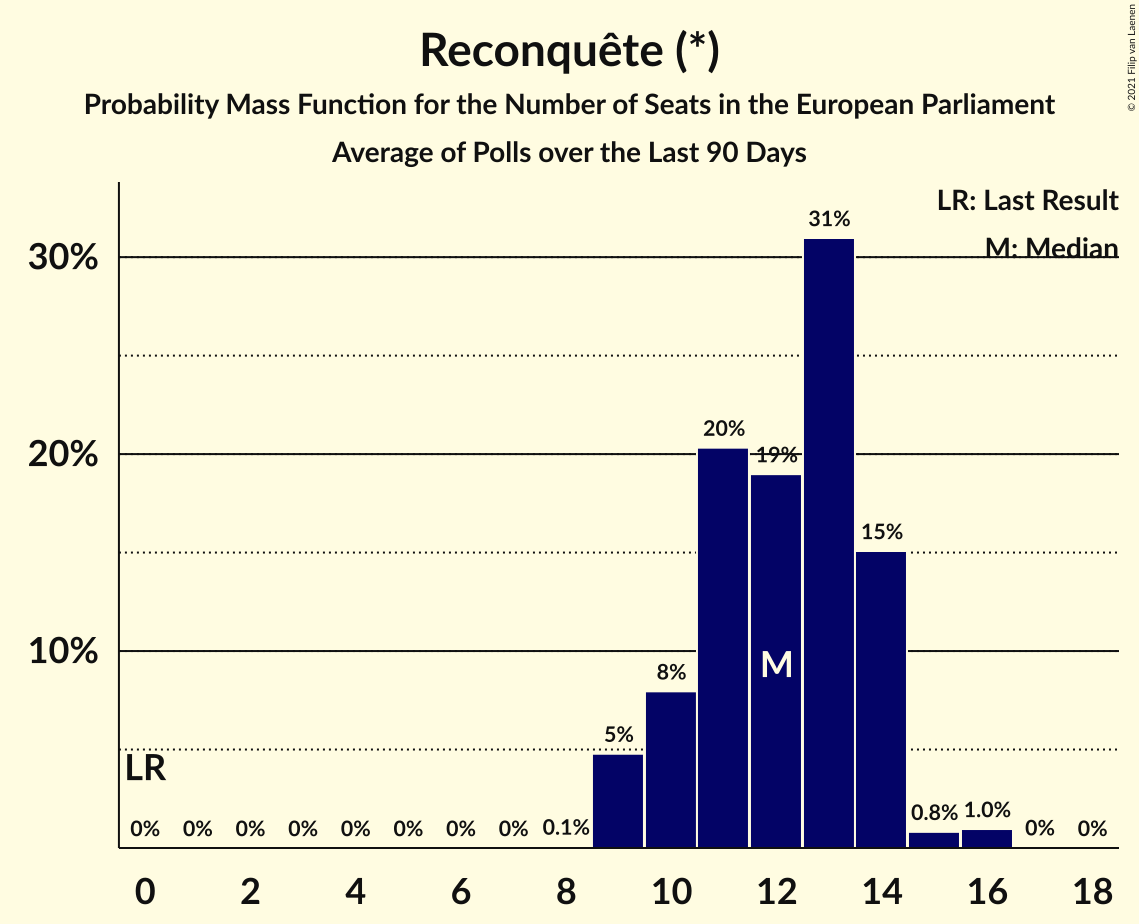 Reconquête (*)
Probability Mass Function for the Number of Seats in the European Parliament
Average of Polls over the Last 90 Days
© 2021 Filip van Laenen
LR: Last Result
M: Median
30%
20%
10%
31%
20%
19%
15%
8%
5%
M
LR
0% 0% 0% 0% 0% 0% 0% 0% 0.1% 0.8% 1.0% 0% 0%
0 2 4 6 8 10 12 14 16 18